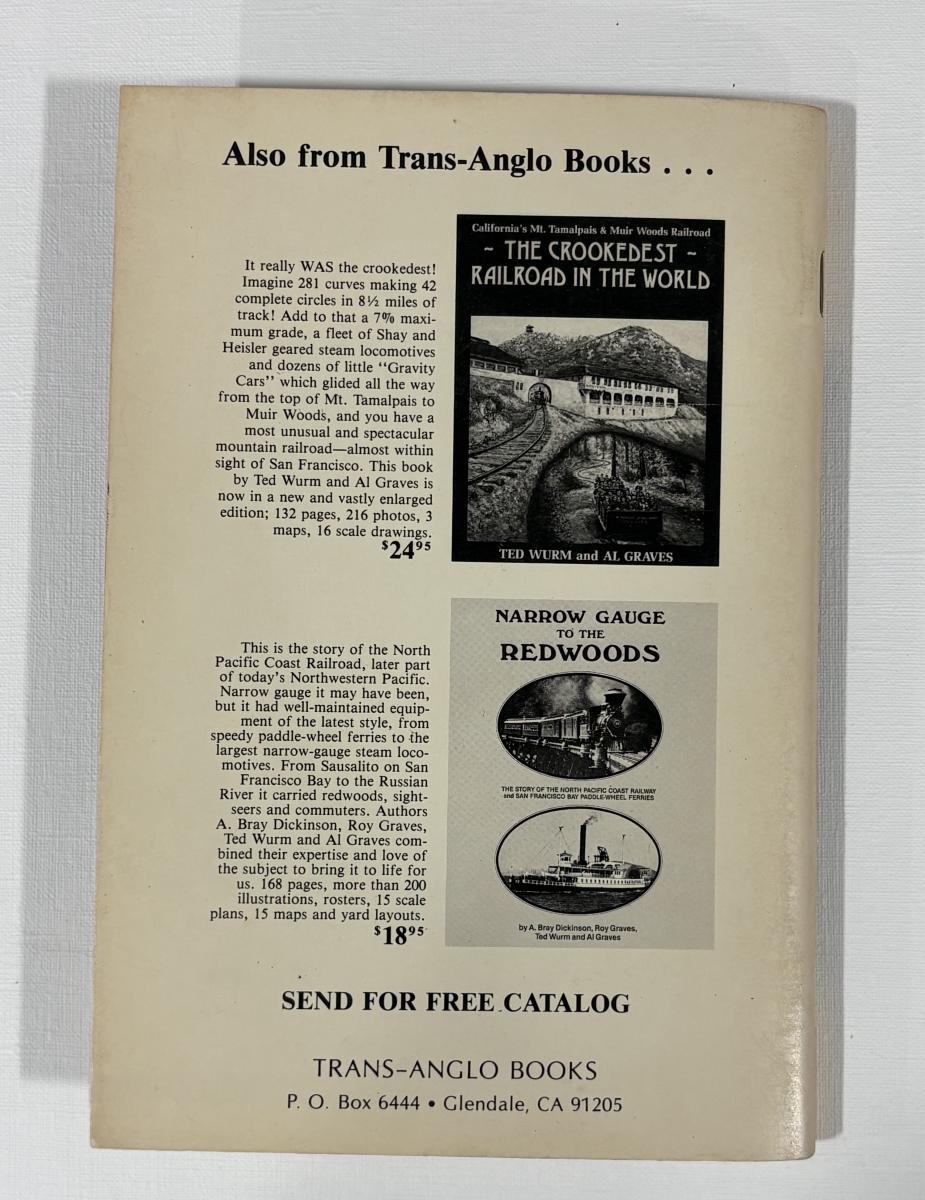 Also from Trans-Anglo Books . . .
It really WAS the crookedest!
Imagine 281 curves making 42
complete circles in 8½ miles of
track! Add to that a 7% maxi-
mum grade, a fleet of Shay and
Heisler geared steam locomotives
and dozens of little “Gravity
Cars” which glided all the way
from the top of Mt. Tamalpais to
Muir Woods, and you have a
most unusual and spectacular
mountain railroad—almost within
sight of San Francisco. This book
by Ted Wurm and Al Graves is
now in a new and vastly enlarged
edition; 132 pages, 216 photos, 3
maps, 16 scale drawings.
$2495
California's Mt. Tamalpais & Muir Woods Railroad
~ THE CROOKEDEST ~
RAILROAD IN THE WORLD
TED WURM and AL GRAVES
This is the story of the North
Pacific Coast Railroad, later part
of today's Northwestern Pacific.
Narrow gauge it may have been,
but it had well-maintained equip-
ment of the latest style, from
speedy paddle-wheel ferries to the
largest narrow-gauge steam loco-
motives. From Sausalito on San
Francisco Bay to the Russian
River it carried redwoods, sight-
seers and commuters. Authors
A. Bray Dickinson, Roy Graves,
Ted Wurm and Al Graves com-
bined their expertise and love of
the subject to bring it to life for
us. 168 pages, more than 200
illustrations, rosters, 15 scale
plans, 15 maps and yard layouts.
$1895
NARROW GAUGE
TO THE
REDWOODS
THE STORY OF THE NORTH PACIFIC COAST RAILWAY
and SAN FRANCISCO BAY PADDLE-WHEEL FERRIES
by A. Bray Dickinson, Roy Graves,
Ted Wurm and Al Graves
SEND FOR FREE CATALOG
TRANS-ANGLO BOOKS
P. O. Box 6444 • Glendale, CA 91205